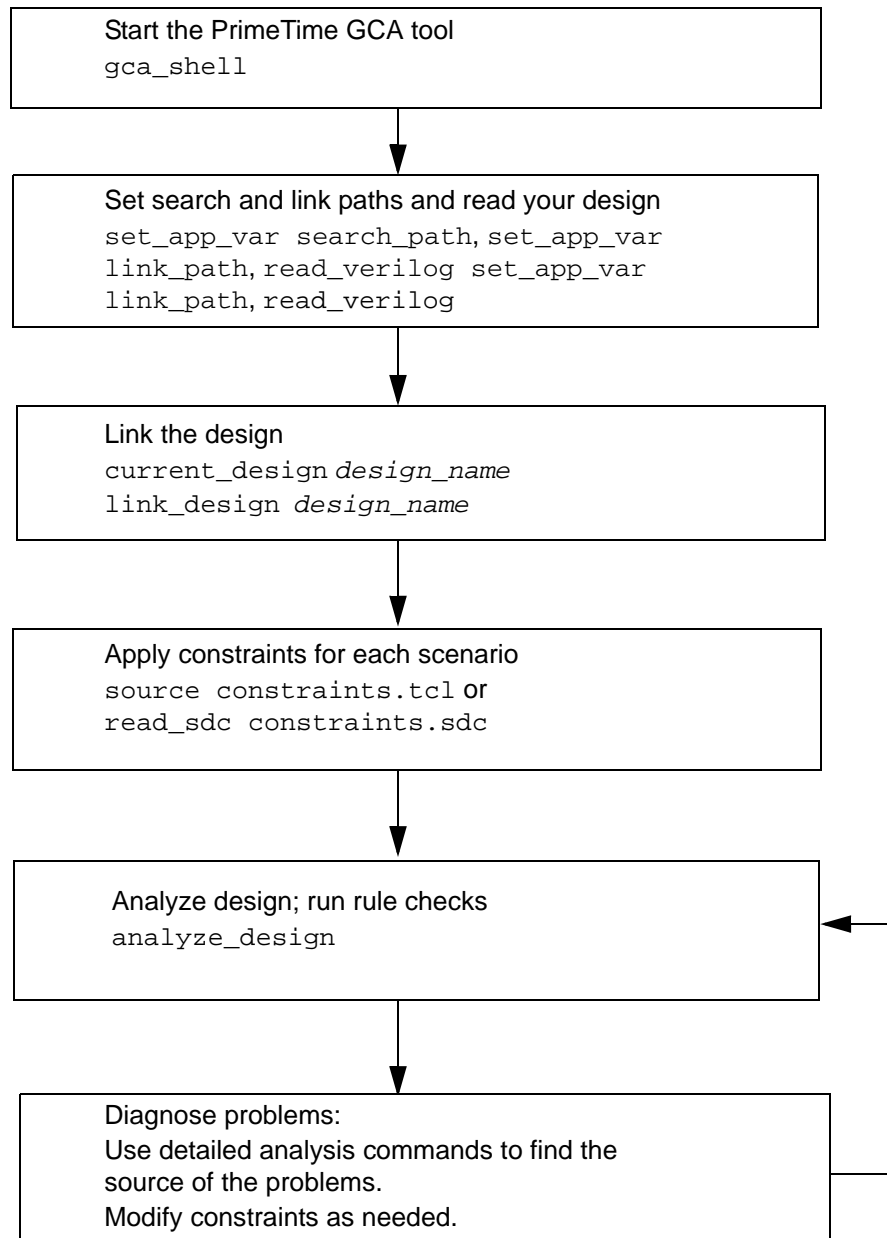 Start the PrimeTime GCA tool
gca_shell
Set search and link paths and read your design
set_app_var search_path, set_app_var
link_path, read_verilog set_app_var
link_path, read_verilog
Link the design
current_design design_name
link_design design_name
Apply constraints for each scenario
source constraints.tcl or
read_sdc constraints.sdc
Analyze design; run rule checks
analyze_design
Diagnose problems:
Use detailed analysis commands to find the
source of the problems.
Modify constraints as needed.